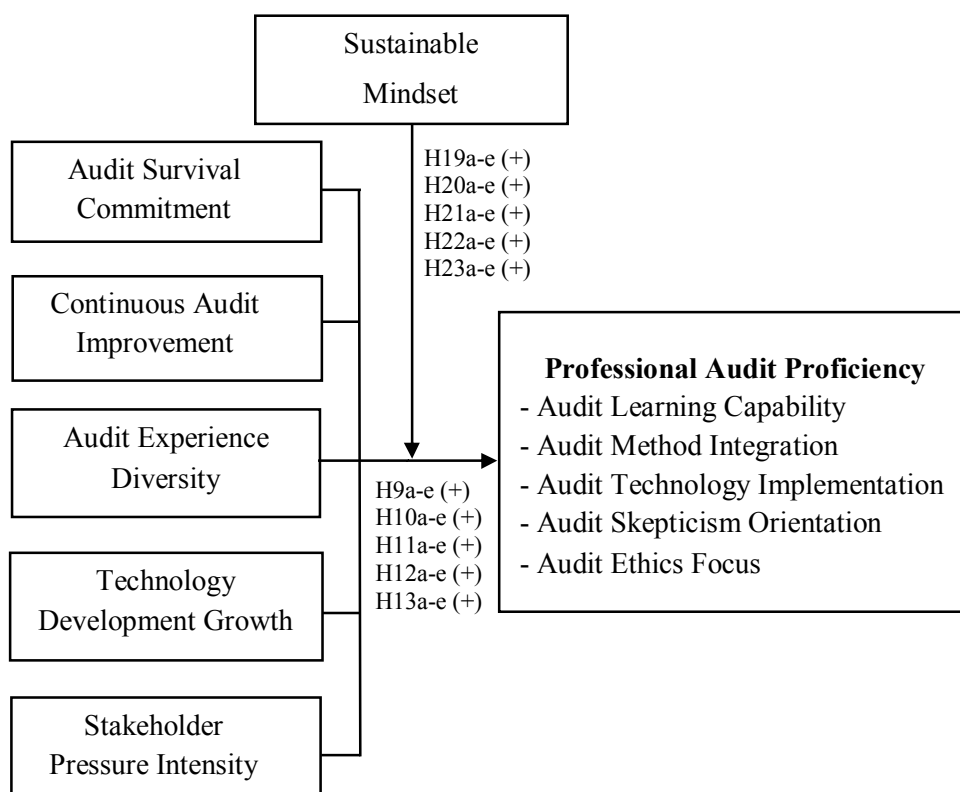 Sustainable
Mindset
H19a-e (+)
H20a-e (+)
H21a-e (+)
H22a-e (+)
H23a-e (+)
Audit Survival
Commitment
Continuous Audit
Improvement
Audit Experience
Diversity
Technology
Development Growth
Stakeholder
Pressure Intensity
H9a-e (+)
H10a-e (+)
H11a-e (+)
H12a-e (+)
H13a-e (+)
Professional Audit Proficiency
- Audit Learning Capability
- Audit Method Integration
- Audit Technology Implementation
- Audit Skepticism Orientation
- Audit Ethics Focus